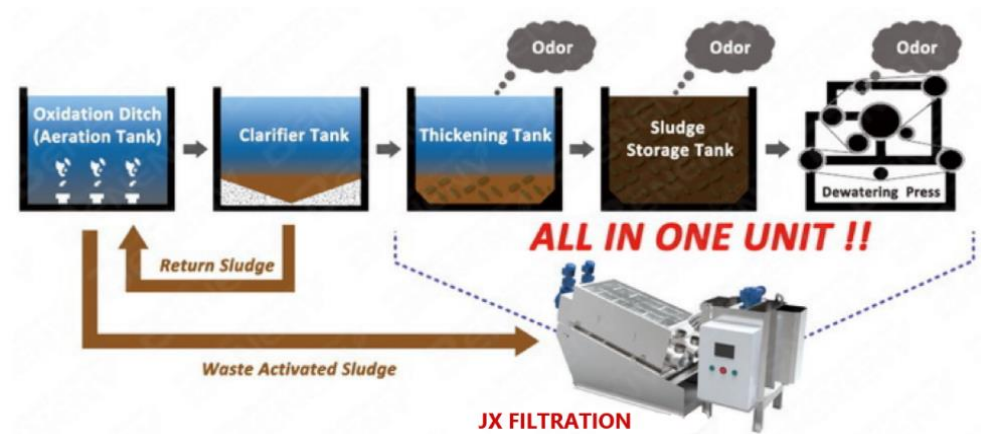 Odor
Odor
Odor
Oxidation Ditch
(Aeration Tank)
Clarifier Tank
Thickening Tank
Sludge
Storage Tank
Dewatering Press
ALL IN ONE UNIT !!
Return Sludge
Waste Activated Sludge
JX FILTRATION